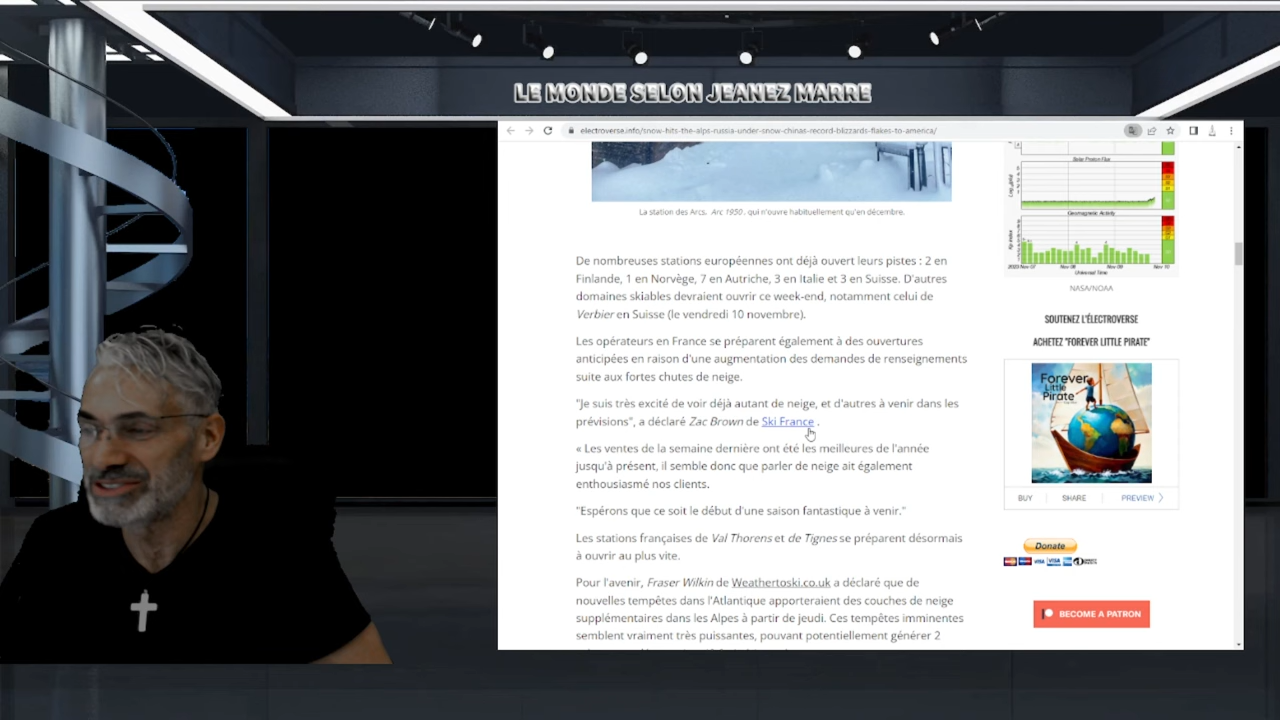 LE MONDE SELON JEANEZ MARRE
electroverse.info/snow-hits-the-alps-russia-under-snow-chinas-record-blizzards-flakes-to-america/
La station des Arcs, Arc 1950, qui n'ouvre habituellement qu'en décembre.
De nombreuses stations européennes ont déjà ouvert leurs pistes : 2 en
Finlande, 1 en Norvège, 7 en Autriche, 3 en Italie et 3 en Suisse. D'autres
domaines skiables devraient ouvrir ce week-end, notamment celui de
Verbier en Suisse (le vendredi 10 novembre).
Les opérateurs en France se préparent également à des ouvertures
anticipées en raison d'une augmentation des demandes de renseignements
suite aux fortes chutes de neige.
"Je suis très excité de voir déjà autant de neige, et d'autres à venir dans les
prévisions", a déclaré Zac Brown de Ski France .
« Les ventes de la semaine dernière ont été les meilleures de l'année
jusqu'à présent, il semble donc que parler de neige ait également
enthousiasmé nos clients.
"Espérons que ce soit le début d'une saison fantastique à venir."
Les stations françaises de Val Thorens et de Tignes se préparent désormais
à ouvrir au plus vite.
Pour l'avenir, Fraser Wilkin de Weathertoski.co.uk a déclaré que de
nouvelles tempêtes dans l'Atlantique apporteraient des couches de neige
supplémentaires dans les Alpes à partir de jeudi. Ces tempêtes imminentes
semblent vraiment très puissantes, pouvant potentiellement générer 2
Solar Proton Flux
Geomagnetic Activity
Kp index
2023 Nov 07 Nov 08 Nov 09 Nov 10
Universal Time
NASA/NOAA
SOUTENEZ L'ÉLECTROVERSE
ACHETEZ "FOREVER LITTLE PIRATE"
Forever
Little
Pirate
BUY SHARE PREVIEW
Donate
VISA
BECOME A PATRON